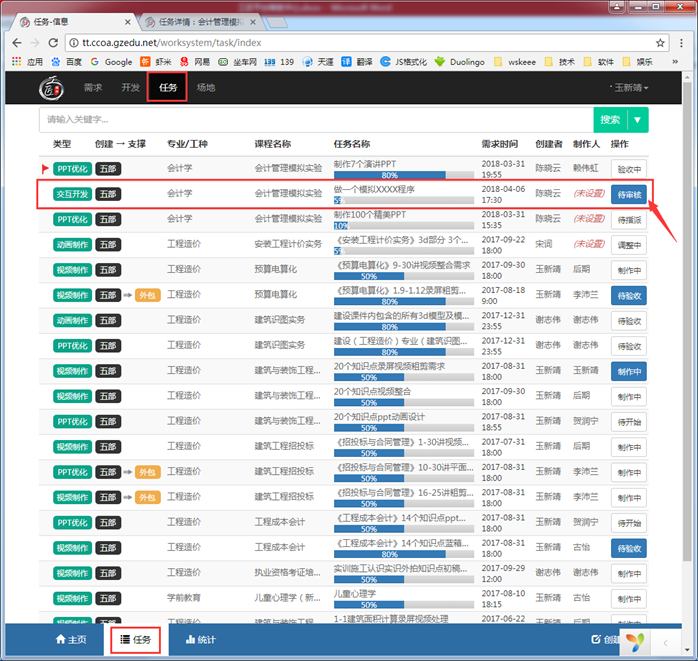 任务-信息
任务详情：会计管理模拟
tt.ccoa.gzedu.net/worksystem/task/index
应用 百度 Google 虾米 网易 坐车网 139 139 天涯 翻译 JS格式化 Duolingo wskeee 技术 软件 娱乐
需求 开发 任务 场地 玉新靖
请输入关键字... 搜索
类型 创建 → 支撑 专业/工种 课程名称 任务名称 需求时间 创建者 制作人 操作
PPT优化 五部 会计学 会计管理模拟实验 制作7个演讲PPT 80% 2018-03-31 19:55 陈晓云 赖伟虹 验收中
交互开发 五部 会计学 会计管理模拟实验 做一个模拟XXXX程序 5% 2018-04-06 17:30 陈晓云 (未设置) 待审核
PPT优化 五部 会计学 会计管理模拟实验 制作100个精美PPT 10% 2018-03-31 15:35 陈晓云 (未设置) 待指派
动画制作 五部 工程造价 安装工程计价实务 《安装工程计价实务》3d部分 3个... 5% 2017-09-22 18:00 宋词 (未设置) 调整中
视频制作 五部 工程造价 预算电算化 《预算电算化》9-30讲视频整合需求 50% 2017-09-30 18:00 玉新靖 后期 制作中
视频制作 五部 外包 工程造价 预算电算化 《预算电算化》1.9-1.12录屏粗剪... 80% 2017-08-18 9:00 玉新靖 李沛兰 待验收
动画制作 五部 工程造价 建筑识图实务 建设课件内包含的所有3d模型及模... 80% 2017-12-31 23:55 谢志伟 谢志伟 待验收
PPT优化 五部 工程造价 建筑识图实务 建设（工程造价）专业《建筑识图... 80% 2017-12-31 23:55 谢志伟 谢志伟 待验收
视频制作 五部 工程造价 建筑与装饰工程... 20个知识点录屏视频粗剪需求 50% 2017-08-31 18:00 玉新靖 玉新靖 制作中
视频制作 五部 工程造价 建筑与装饰工程... 20个知识点视频整合 50% 2017-09-30 18:00 玉新靖 后期 制作中
PPT优化 五部 工程造价 建筑与装饰工程... 20个知识点ppt动画设计 50% 2017-08-31 18:55 玉新靖 贺润宁 待开始
视频制作 五部 工程造价 建筑工程招投标 《招投标与合同管理》1-30讲视频... 50% 2017-07-31 18:00 玉新靖 后期 制作中
PPT优化 五部 外包 工程造价 建筑工程招投标 《招投标与合同管理》10-30讲平面... 50% 2017-08-31 18:00 玉新靖 李沛兰 制作中
视频制作 五部 外包 工程造价 建筑工程招投标 《招投标与合同管理》16-25讲粗剪... 50% 2017-08-31 18:00 玉新靖 李沛兰 制作中
PPT优化 五部 工程造价 工程成本会计 《工程成本会计》14个知识点ppt... 50% 2017-08-31 18:00 玉新靖 贺润宁 待开始
视频制作 五部 工程造价 工程成本会计 《工程成本会计》14个知识点蓝箱... 80% 2017-08-31 18:00 玉新靖 古怡 待验收
视频制作 五部 工程造价 执业资格考证培... 实训施工认识实识外拍知识点初稿... 50% 2017-09-29 12:00 谢志伟 谢志伟 制作中
视频制作 五部 学前教育 儿童心理学（新... 儿童心理学 50% 2017-08-10 18:15 玉新靖 古怡 制作中
1-1建筑面积计算录屏视频处理 2017-06-22
主页 任务 统计 创建